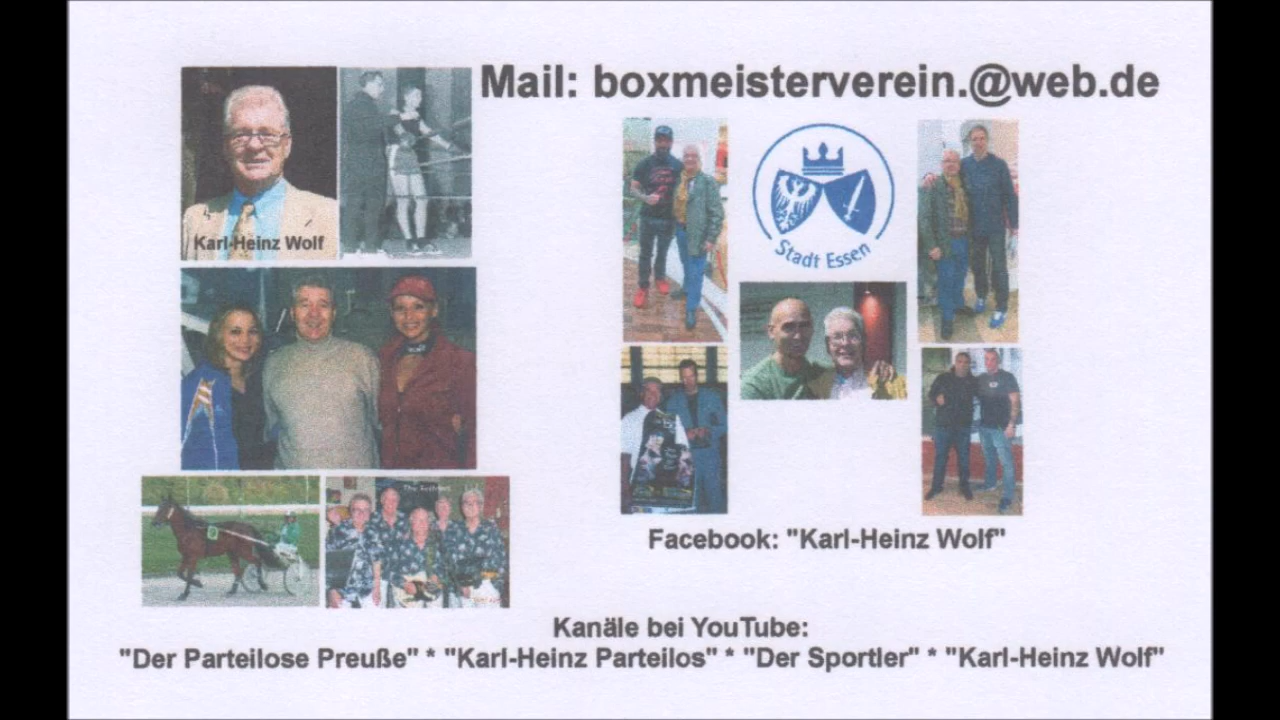 Mail: boxmeisterverein.@web.de
Karl-Heinz Wolf
Stadt Essen
Facebook: "Karl-Heinz Wolf"
Kanäle bei YouTube:
"Der Parteilose Preuße" * "Karl-Heinz Parteilos" * "Der Sportler" * "Karl-Heinz Wolf"